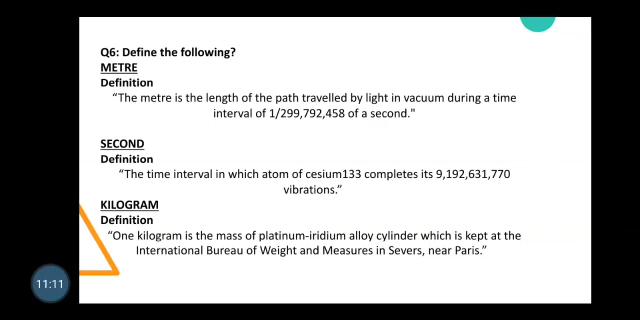 Q6: Define the following?
METRE
Definition
“The metre is the length of the path travelled by light in vacuum during a time
interval of 1/299,792,458 of a second."
SECOND
Definition
“The time interval in which atom of cesium133 completes its 9,192,631,770
vibrations.”
KILOGRAM
Definition
“One kilogram is the mass of platinum-iridium alloy cylinder which is kept at the
International Bureau of Weight and Measures in Severs, near Paris.”
11:11